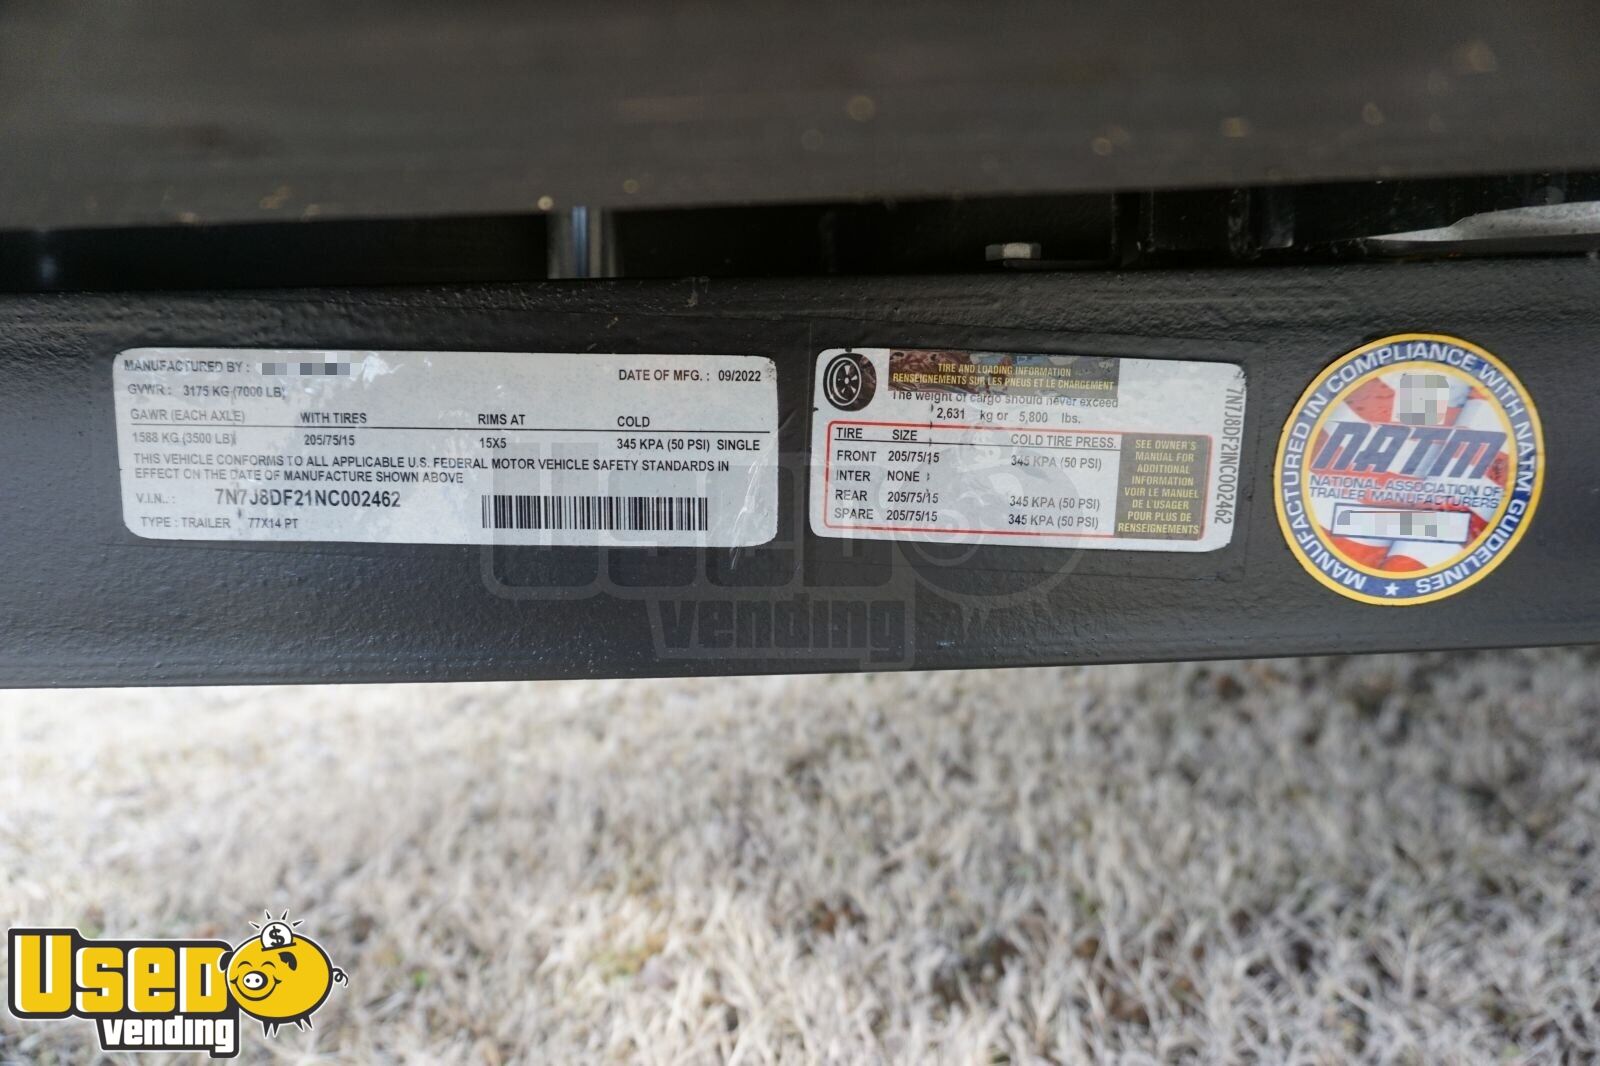 MANUFACTURED BY :
DATE OF MFG. : 09/2022
GVWR : 3175 KG (7000 LB)
GAWR (EACH AXLE) WITH TIRES RIMS AT COLD
1588 KG (3500 LB) 205/75/15 15X5 345 KPA (50 PSI) SINGLE
THIS VEHICLE CONFORMS TO ALL APPLICABLE U.S. FEDERAL MOTOR VEHICLE SAFETY STANDARDS IN
EFFECT ON THE DATE OF MANUFACTURE SHOWN ABOVE
V.I.N.: 7N7J8DF21NC002462
TYPE : TRAILER 77X14 PT
TIRE AND LOADING INFORMATION
RENSEIGNEMENTS SUR LES PNEUS ET LE CHARGEMENT
The weight of cargo should never exceed
2,631 kg or 5,800 lbs.
TIRE SIZE COLD TIRE PRESS.
FRONT 205/75/15 345 KPA (50 PSI)
INTER NONE
REAR 205/75/15 345 KPA (50 PSI)
SPARE 205/75/15 345 KPA (50 PSI)
SEE OWNER'S
MANUAL FOR
ADDITIONAL
INFORMATION
VOIR LE MANUEL
DE L'USAGER
POUR PLUS DE
RENSEIGNEMENTS
7N7J8DF21NC002462
MANUFACTURED IN COMPLIANCE WITH NATM GUIDELINES
NATM
NATIONAL ASSOCIATION OF
TRAILER MANUFACTURERS
USED
vending
USED
vending